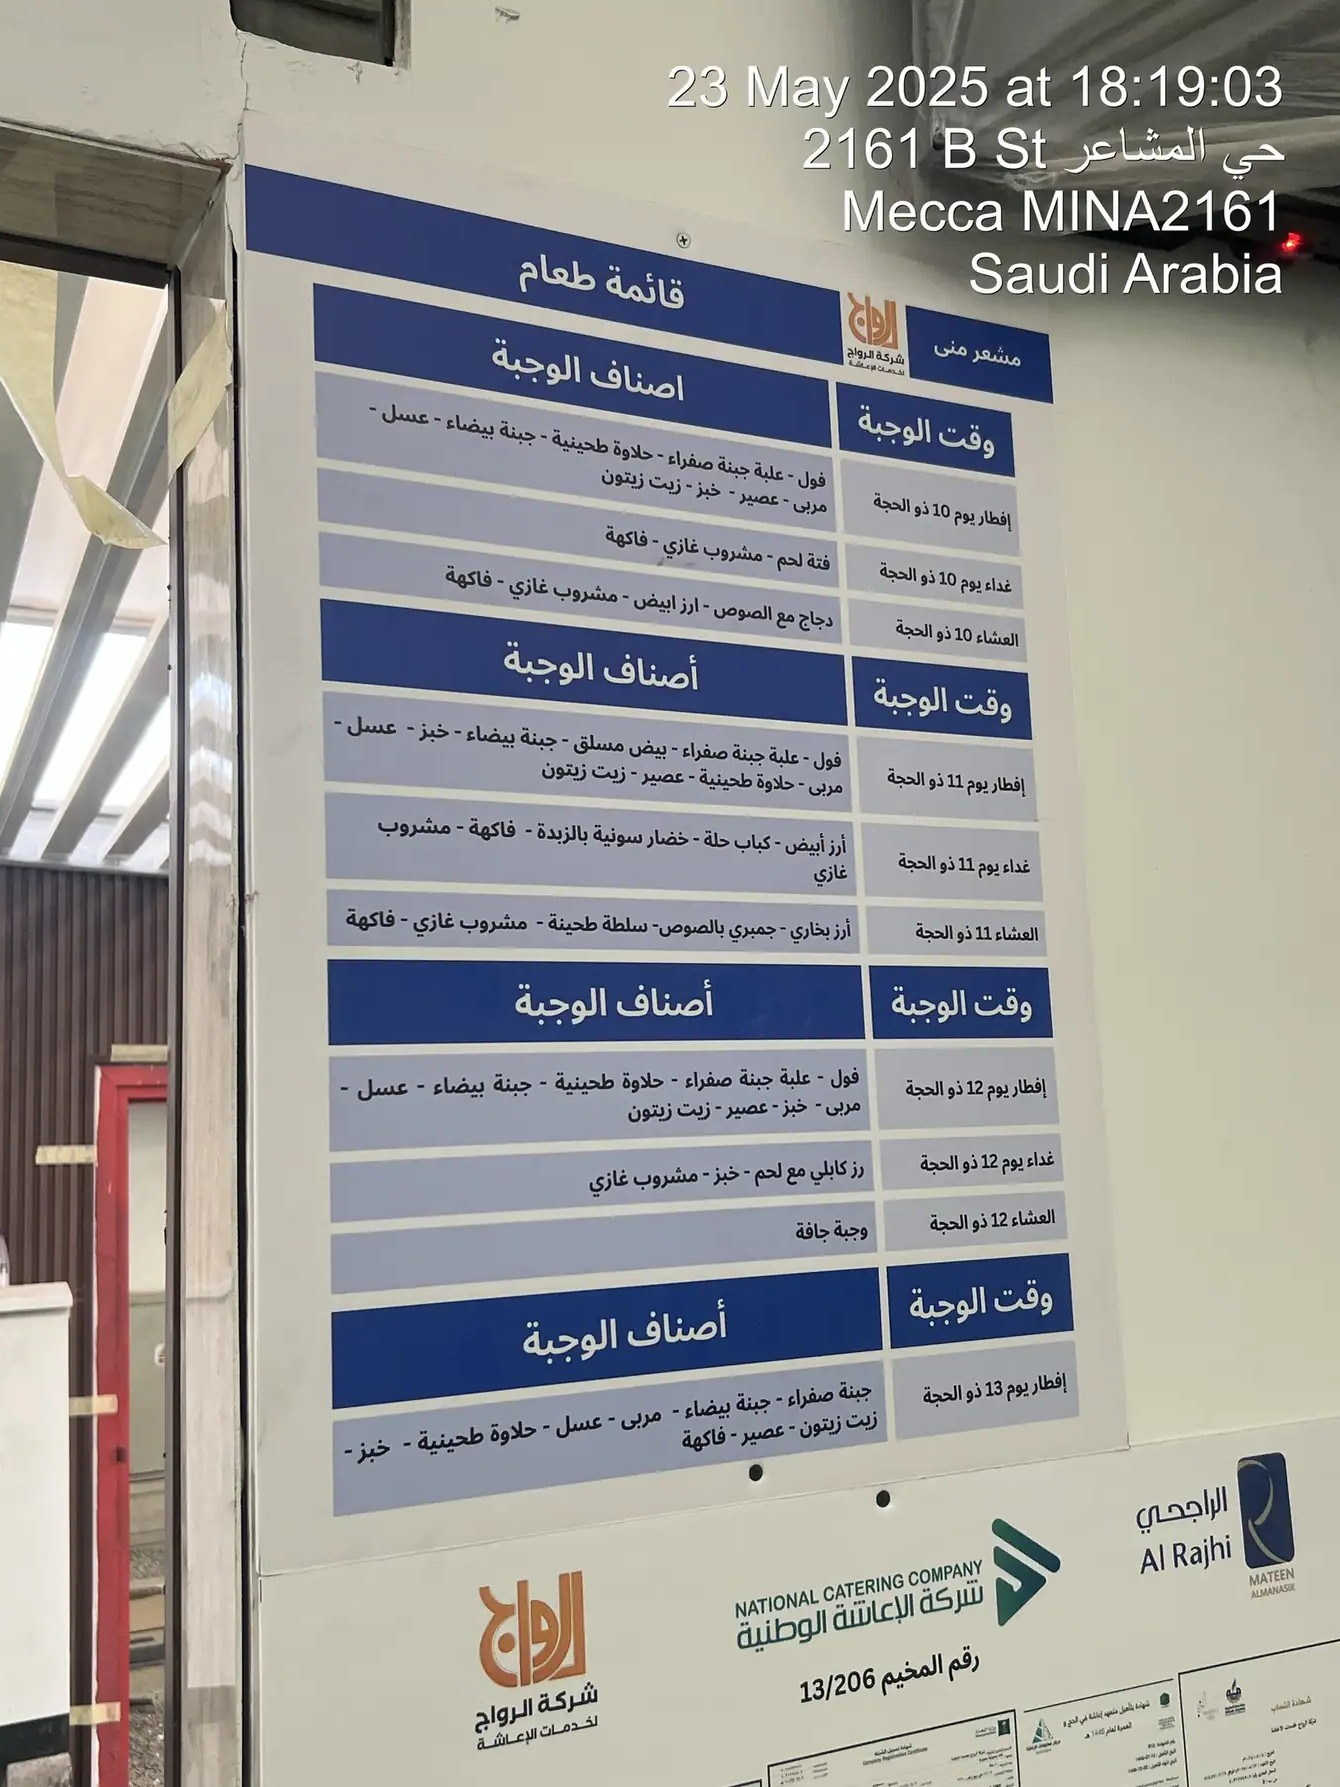 23 May 2025 at 18:19:03
2161 B St حي المشاعر
Mecca MINA2161
Saudi Arabia
مشعر منى
الرواج
شركة الرواج
لخدمات الإعاشة
قائمة طعام
وقت الوجبة
اصناف الوجبة
إفطار يوم 10 ذو الحجة
فول - علبة جبنة صفراء - حلاوة طحينية - جبنة بيضاء - عسل -
مربى - عصير - خبز - زيت زيتون
غداء يوم 10 ذو الحجة
فتة لحم - مشروب غازي - فاكهة
العشاء 10 ذو الحجة
دجاج مع الصوص - ارز ابيض - مشروب غازي - فاكهة
وقت الوجبة
أصناف الوجبة
إفطار يوم 11 ذو الحجة
فول - علبة جبنة صفراء - بيض مسلق - جبنة بيضاء - خبز - عسل -
مربى - حلاوة طحينية - عصير - زيت زيتون
غداء يوم 11 ذو الحجة
أرز أبيض - كباب حلة - خضار سونية بالزبدة - فاكهة - مشروب
غازي
العشاء 11 ذو الحجة
أرز بخاري - جمبري بالصوص- سلطة طحينة - مشروب غازي - فاكهة
وقت الوجبة
أصناف الوجبة
إفطار يوم 12 ذو الحجة
فول - علبة جبنة صفراء - حلاوة طحينية - جبنة بيضاء - عسل -
مربى - خبز - عصير - زيت زيتون
غداء يوم 12 ذو الحجة
رز كابلي مع لحم - خبز - مشروب غازي
العشاء 12 ذو الحجة
وجبة جافة
وقت الوجبة
أصناف الوجبة
إفطار يوم 13 ذو الحجة
جبنة صفراء - جبنة بيضاء - مربى - عسل - حلاوة طحينية - خبز -
زيت زيتون - عصير - فاكهة
الراجحي
Al Rajhi
MATEEN
ALMANASIK
NATIONAL CATERING COMPANY
شركة الإعاشة الوطنية
رقم المخيم 13/206
الرواج
شركة الرواج
لخدمات الإعاشة